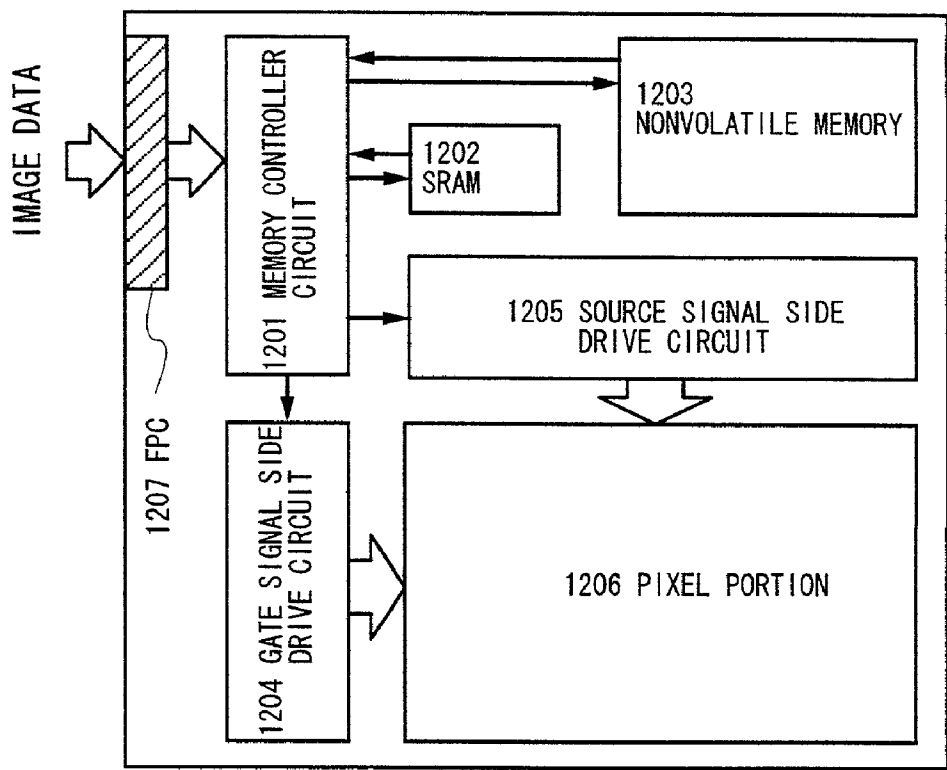 IMAGE DATA
1207 FPC
1201 MEMORY CONTROLLER
CIRCUIT
1203
NONVOLATILE MEMORY
1202
SRAM
1205 SOURCE SIGNAL SIDE
DRIVE CIRCUIT
1204 GATE SIGNAL SIDE
DRIVE CIRCUIT
1206 PIXEL PORTION